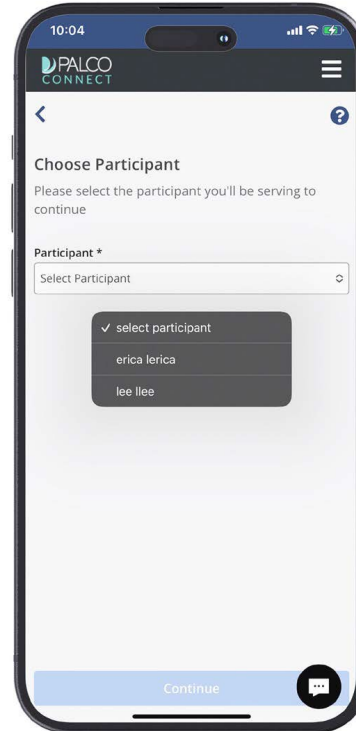 10:04
PALCO
CONNECT
?
Choose Participant
Please select the participant you'll be serving to
continue
Participant *
Select Participant
✓ select participant
erica lerica
lee llee
Continue